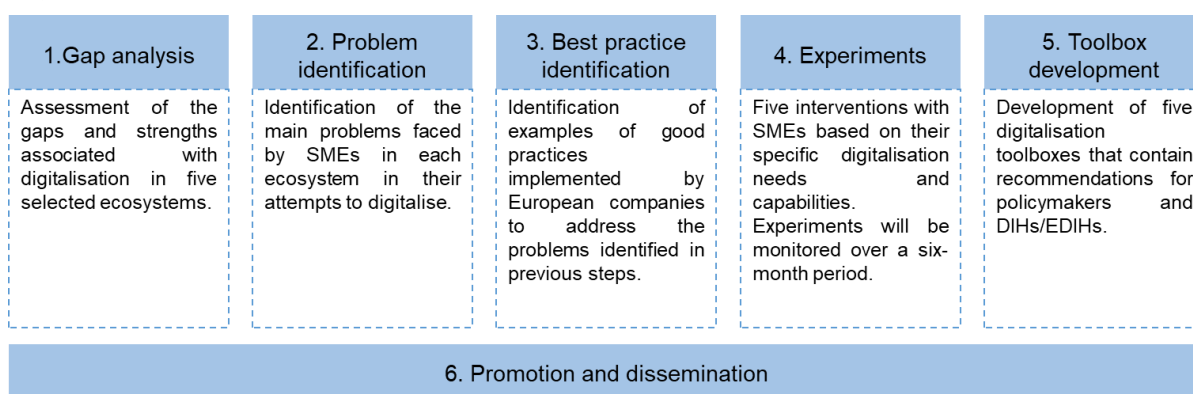 1.Gap analysis
Assessment of the
gaps and strengths
associated with
digitalisation in five
selected ecosystems.
2. Problem
identification
Identification of the
main problems faced
by SMEs in each
ecosystem in their
attempts to digitalise.
3. Best practice
identification
Identification of
examples of good
practices
implemented by
European companies
to address the
problems identified in
previous steps.
4. Experiments
Five interventions with
SMEs based on their
specific digitalisation
needs and
capabilities.
Experiments will be
monitored over a six-
month period.
5. Toolbox
development
Development of five
digitalisation
toolboxes that contain
recommendations for
policymakers and
DIHs/EDIHs.
6. Promotion and dissemination